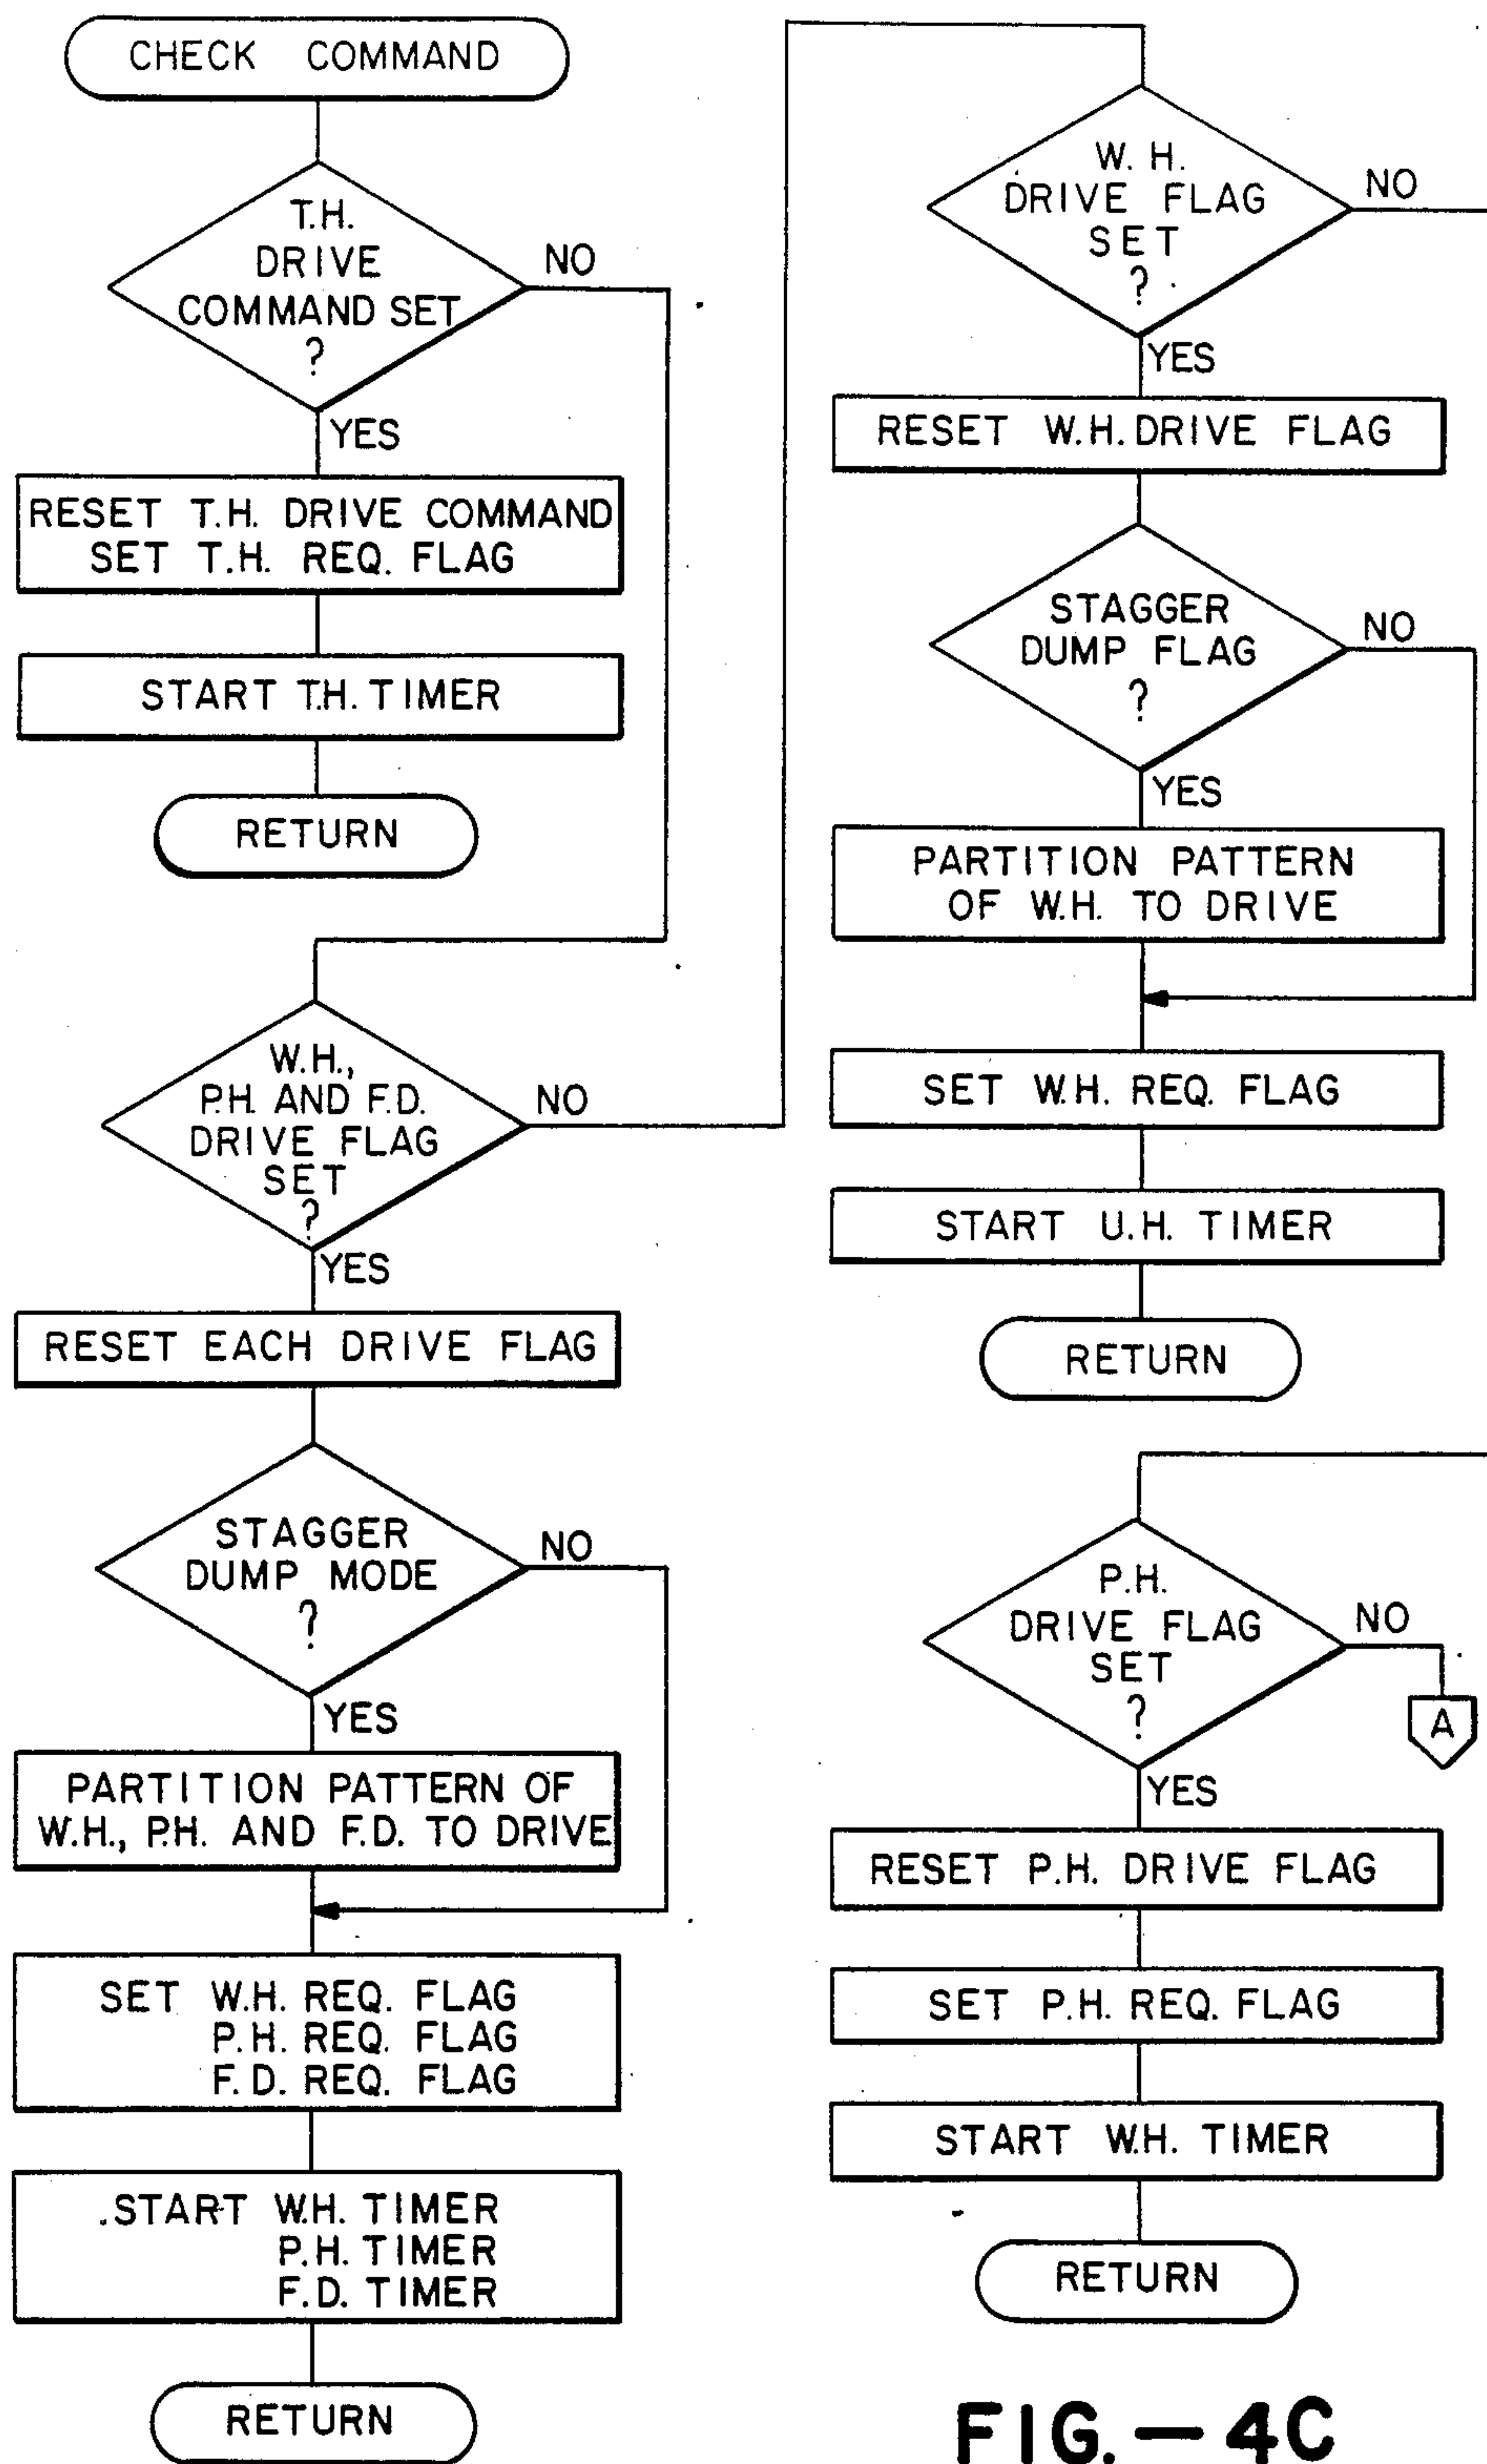 CHECK COMMAND
T.H.
DRIVE
COMMAND SET
?
NO
YES
RESET T.H. DRIVE COMMAND
SET T.H. REQ. FLAG
START T.H. TIMER
RETURN
W.H.,
P.H. AND F.D.
DRIVE FLAG
SET
?
NO
YES
RESET EACH DRIVE FLAG
STAGGER
DUMP MODE
?
NO
YES
PARTITION PATTERN OF
W.H., P.H. AND F.D. TO DRIVE
SET W.H. REQ. FLAG
P.H. REQ. FLAG
F.D. REQ. FLAG
START W.H. TIMER
P.H. TIMER
F.D. TIMER
RETURN
W. H.
DRIVE FLAG
SET
?
NO
YES
RESET W.H. DRIVE FLAG
STAGGER
DUMP FLAG
?
NO
YES
PARTITION PATTERN
OF W.H. TO DRIVE
SET W.H. REQ. FLAG
START U.H. TIMER
RETURN
P.H.
DRIVE FLAG
SET
?
NO
A
YES
RESET P.H. DRIVE FLAG
SET P.H. REQ. FLAG
START W.H. TIMER
RETURN
FIG.—4C